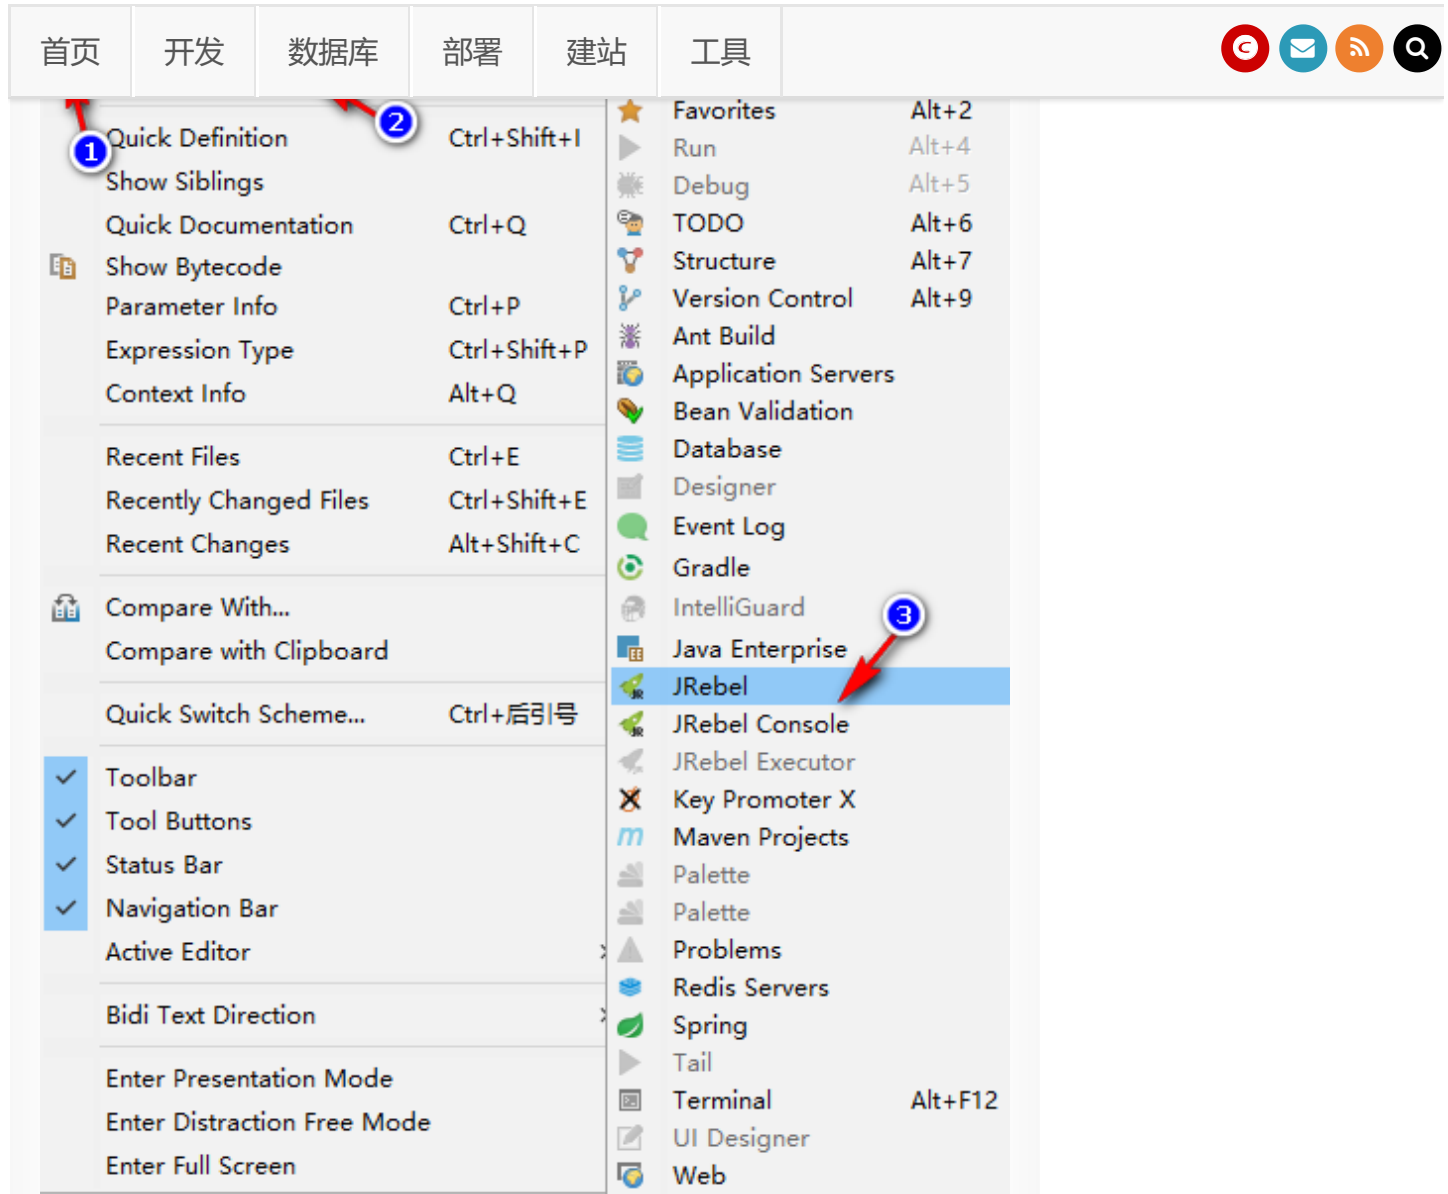 首页 开发 数据库 部署 建站 工具
1
2
Quick Definition Ctrl+Shift+I
Show Siblings
Quick Documentation Ctrl+Q
Show Bytecode
Parameter Info Ctrl+P
Expression Type Ctrl+Shift+P
Context Info Alt+Q
Recent Files Ctrl+E
Recently Changed Files Ctrl+Shift+E
Recent Changes Alt+Shift+C
Compare With...
Compare with Clipboard
Quick Switch Scheme... Ctrl+后引号
Toolbar
Tool Buttons
Status Bar
Navigation Bar
Active Editor
Bidi Text Direction
Enter Presentation Mode
Enter Distraction Free Mode
Enter Full Screen
Favorites Alt+2
Run Alt+4
Debug Alt+5
TODO Alt+6
Structure Alt+7
Version Control Alt+9
Ant Build
Application Servers
Bean Validation
Database
Designer
Event Log
Gradle
IntelliGuard
3
Java Enterprise
JRebel
JRebel Console
JRebel Executor
Key Promoter X
Maven Projects
Palette
Palette
Problems
Redis Servers
Spring
Tail
Terminal Alt+F12
UI Designer
Web